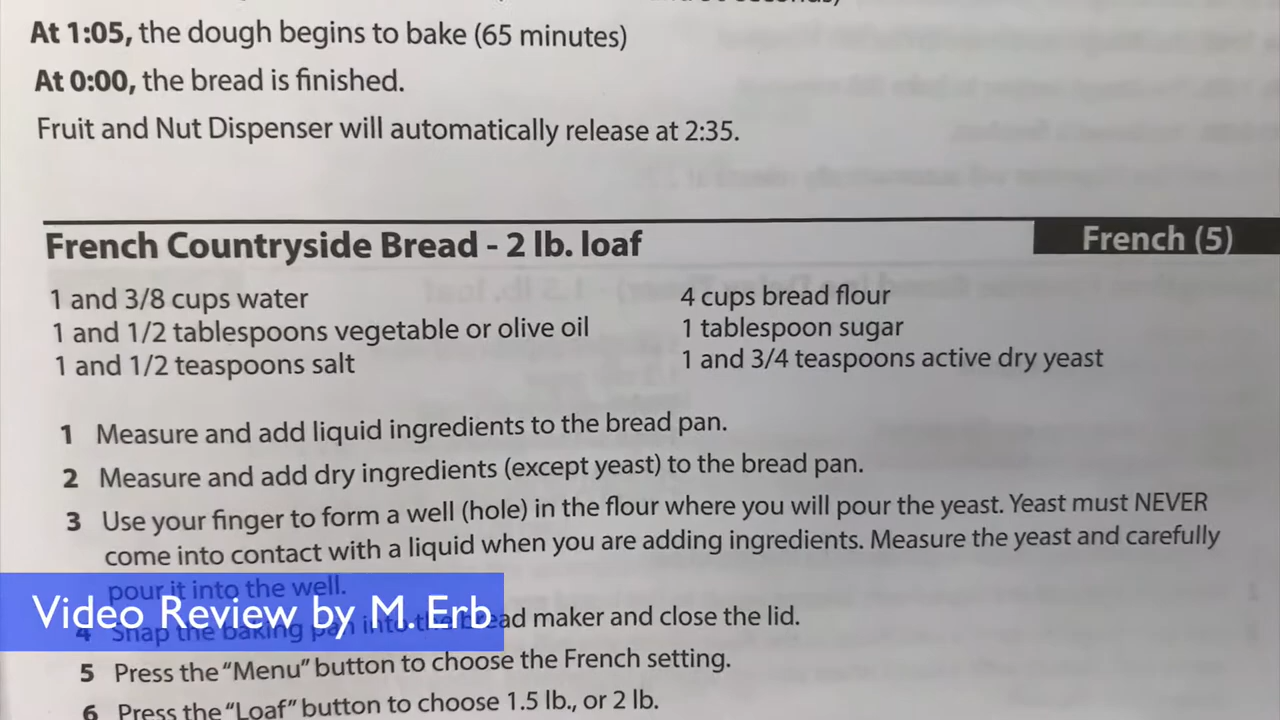 At 1:05, the dough begins to bake (65 minutes)
At 0:00, the bread is finished.
Fruit and Nut Dispenser will automatically release at 2:35.
French Countryside Bread - 2 lb. loaf
French (5)
1 and 3/8 cups water
1 and 1/2 tablespoons vegetable or olive oil
1 and 1/2 teaspoons salt
4 cups bread flour
1 tablespoon sugar
1 and 3/4 teaspoons active dry yeast
1 Measure and add liquid ingredients to the bread pan.
2 Measure and add dry ingredients (except yeast) to the bread pan.
3 Use your finger to form a well (hole) in the flour where you will pour the yeast. Yeast must NEVER
come into contact with a liquid when you are adding ingredients. Measure the yeast and carefully
pour it into the well.
4 Snap the baking pan into the bread maker and close the lid.
Video Review by M. Erb
5 Press the "Menu" button to choose the French setting.
6 Press the "Loaf" button to choose 1.5 lb., or 2 lb.